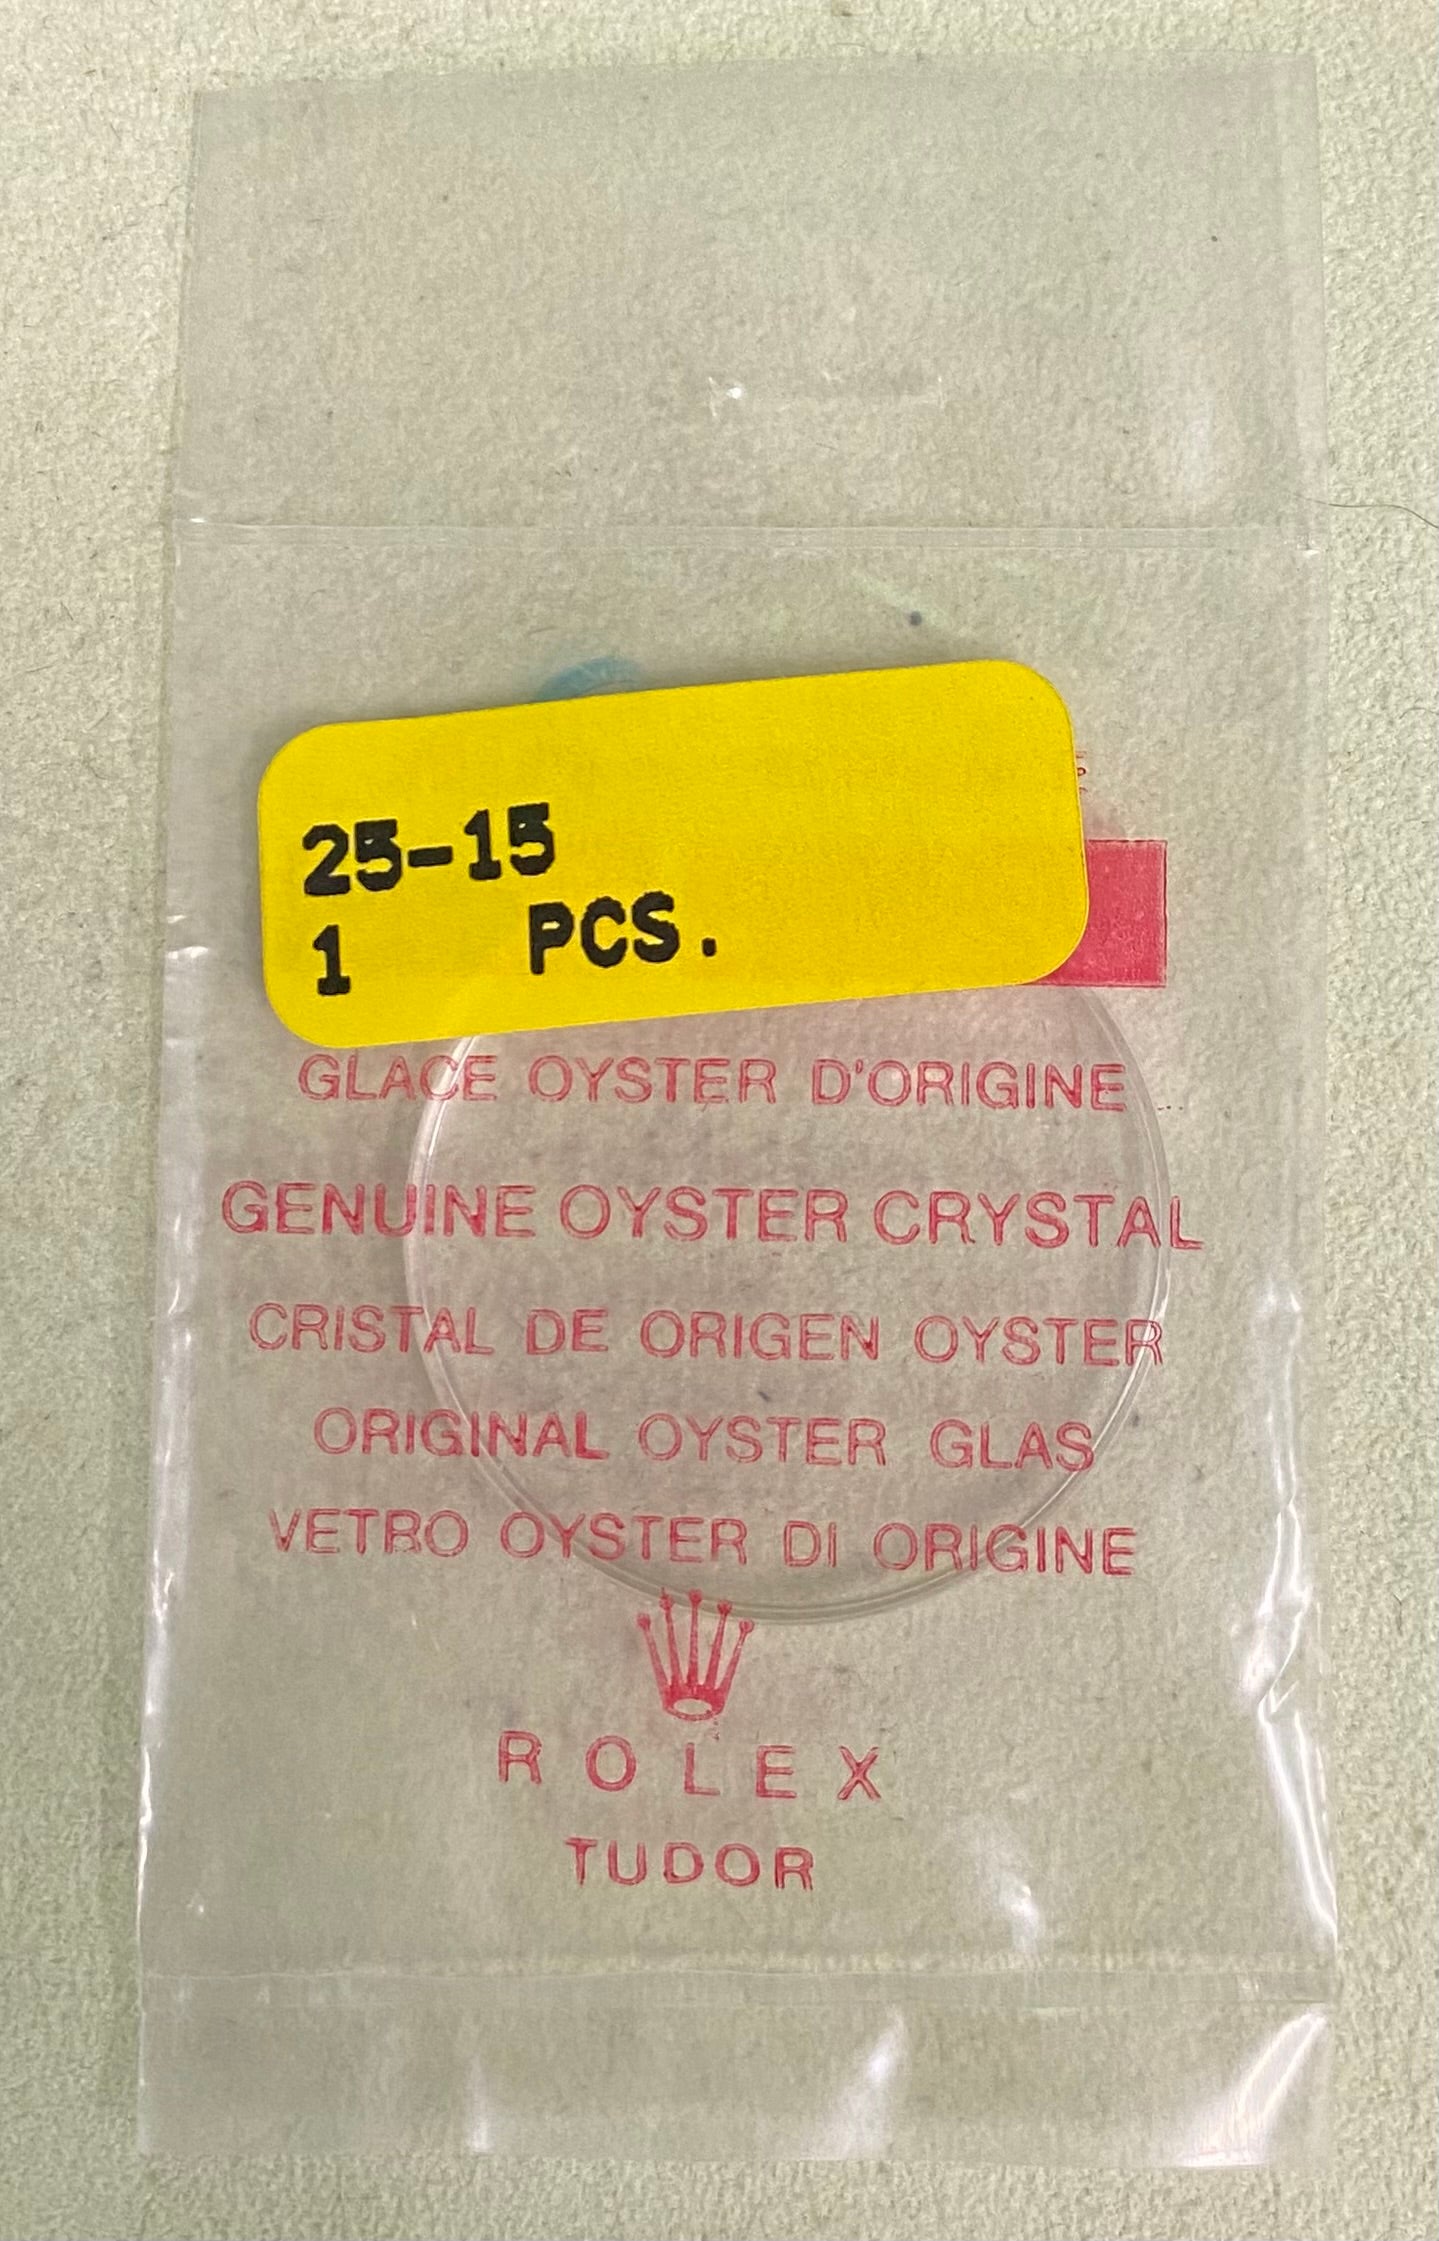 25-15
1 PCS.
GLACE OYSTER D'ORIGINE
GENUINE OYSTER CRYSTAL
CRISTAL DE ORIGEN OYSTER
ORIGINAL OYSTER GLAS
VETRO OYSTER DI ORIGINE
ROLEX
TUDOR